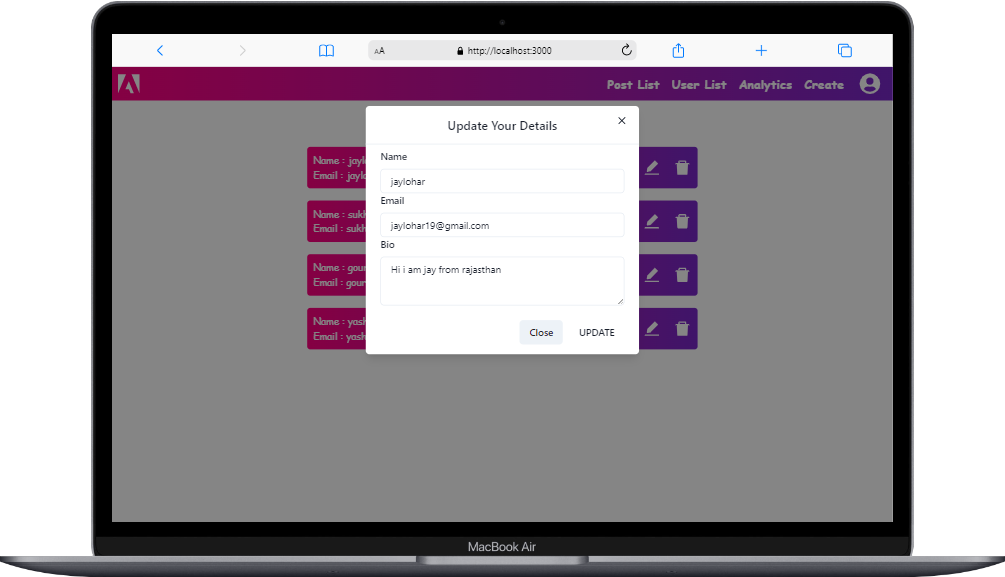 AA http://localhost:3000
Post List User List Analytics Create
Update Your Details
Name
jaylohar
Email
jaylohar19@gmail.com
Bio
Hi i am jay from rajasthan
Close UPDATE
Name : jaylo
Email : jaylo
Name : sukh
Email : sukh
Name : gour
Email : gour
Name : yash
Email : yash
MacBook Air